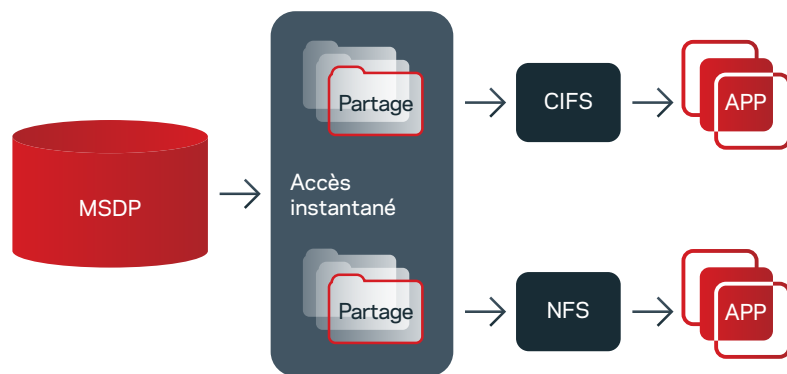 MSDP
Partage
Accès
instantané
Partage
CIFS
APP
NFS
APP